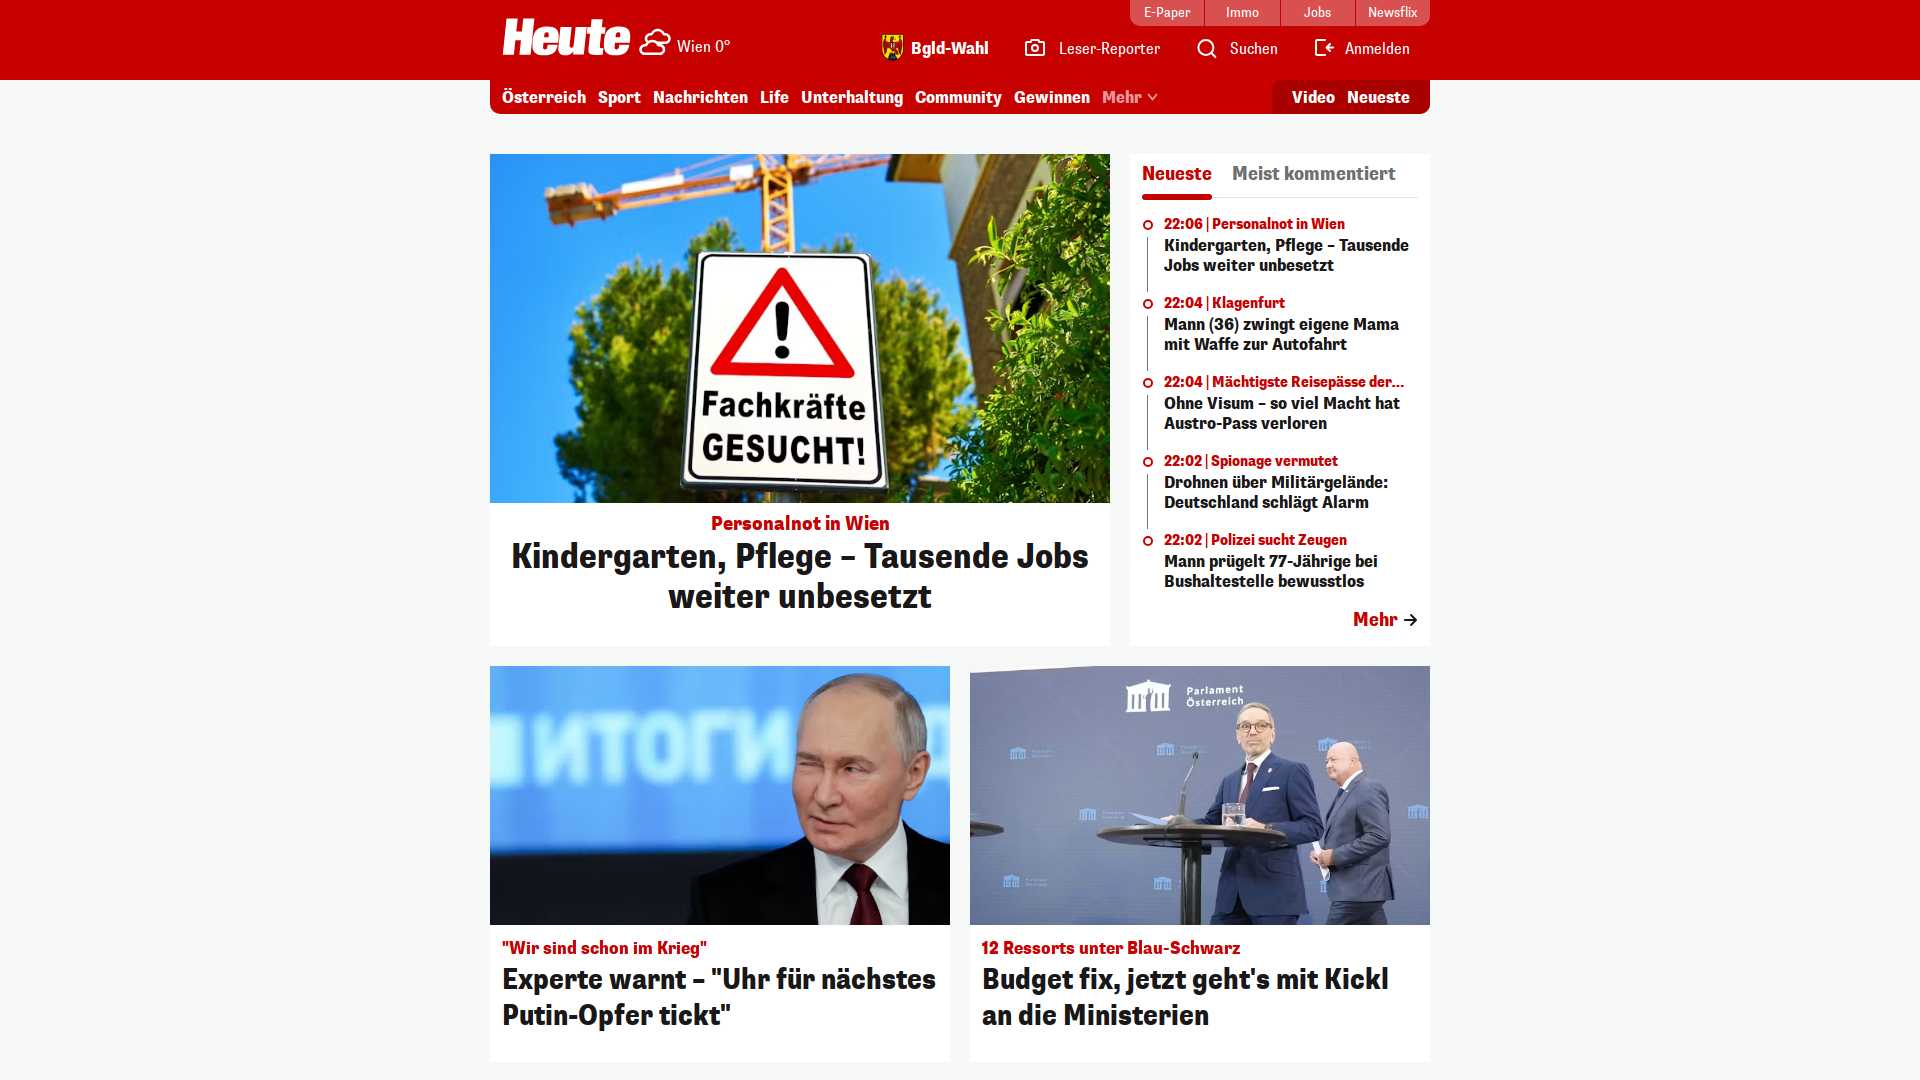 E-Paper
Immo
Jobs
Newsflix
Heute
Wien 0°
Bgld-Wahl
Leser-Reporter
Suchen
Anmelden
Österreich
Sport
Nachrichten
Life
Unterhaltung
Community
Gewinnen
Mehr
Video
Neueste
Fachkräfte
GESUCHT!
Personalnot in Wien
Kindergarten, Pflege – Tausende Jobs
weiter unbesetzt
Neueste
Meist kommentiert
22:06 | Personalnot in Wien
Kindergarten, Pflege – Tausende
Jobs weiter unbesetzt
22:04 | Klagenfurt
Mann (36) zwingt eigene Mama
mit Waffe zur Autofahrt
22:04 | Mächtigste Reisepässe der...
Ohne Visum – so viel Macht hat
Austro-Pass verloren
22:02 | Spionage vermutet
Drohnen über Militärgelände:
Deutschland schlägt Alarm
22:02 | Polizei sucht Zeugen
Mann prügelt 77-Jährige bei
Bushaltestelle bewusstlos
Mehr
ИТОГИ
"Wir sind schon im Krieg"
Experte warnt – "Uhr für nächstes
Putin-Opfer tickt"
Parlament
Österreich
12 Ressorts unter Blau-Schwarz
Budget fix, jetzt geht's mit Kickl
an die Ministerien